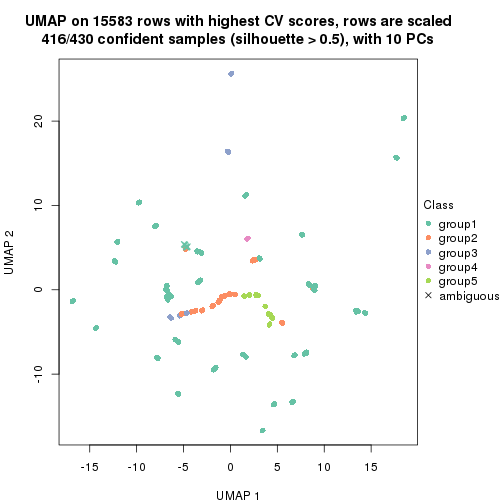 UMAP on 15583 rows with highest CV scores, rows are scaled
416/430 confident samples (silhouette > 0.5), with 10 PCs
20
10
0
-10
UMAP 2
-15
-10
-5
0
5
10
15
UMAP 1
Class
group1
group2
group3
group4
group5
ambiguous